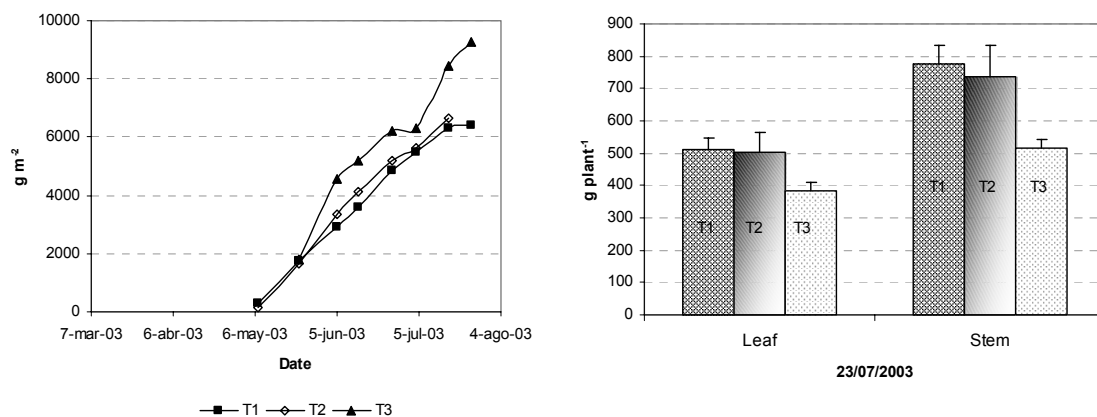 10000
8000
6000
4000
2000
0
g m⁻²
7-mar-03 6-abr-03 6-may-03 5-jun-03 5-jul-03 4-ago-03
Date
T1 T2 T3
900
800
700
600
500
400
300
200
100
0
g plant⁻¹
T1 T2 T3 T1 T2 T3
Leaf Stem
23/07/2003